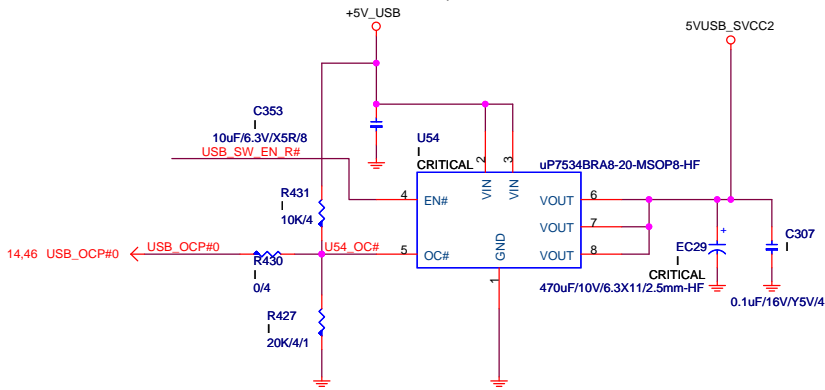 +5V_USB
5VUSB_SVCC2
C353
I
10uF/6.3V/X5R/8
USB_SW_EN_R#
U54
I
CRITICAL
2
3
uP7534BRA8-20-MSOP8-HF
VIN
VIN
R431
I
10K/4
4
EN#
VOUT
6
VOUT
7
14,46 USB_OCP#0
USB_OCP#0
U54_OC#
5
OC#
GND
VOUT
8
R430
I
0/4
1
EC29
I
CRITICAL
470uF/10V/6.3X11/2.5mm-HF
+
C307
I
0.1uF/16V/Y5V/4
R427
I
20K/4/1